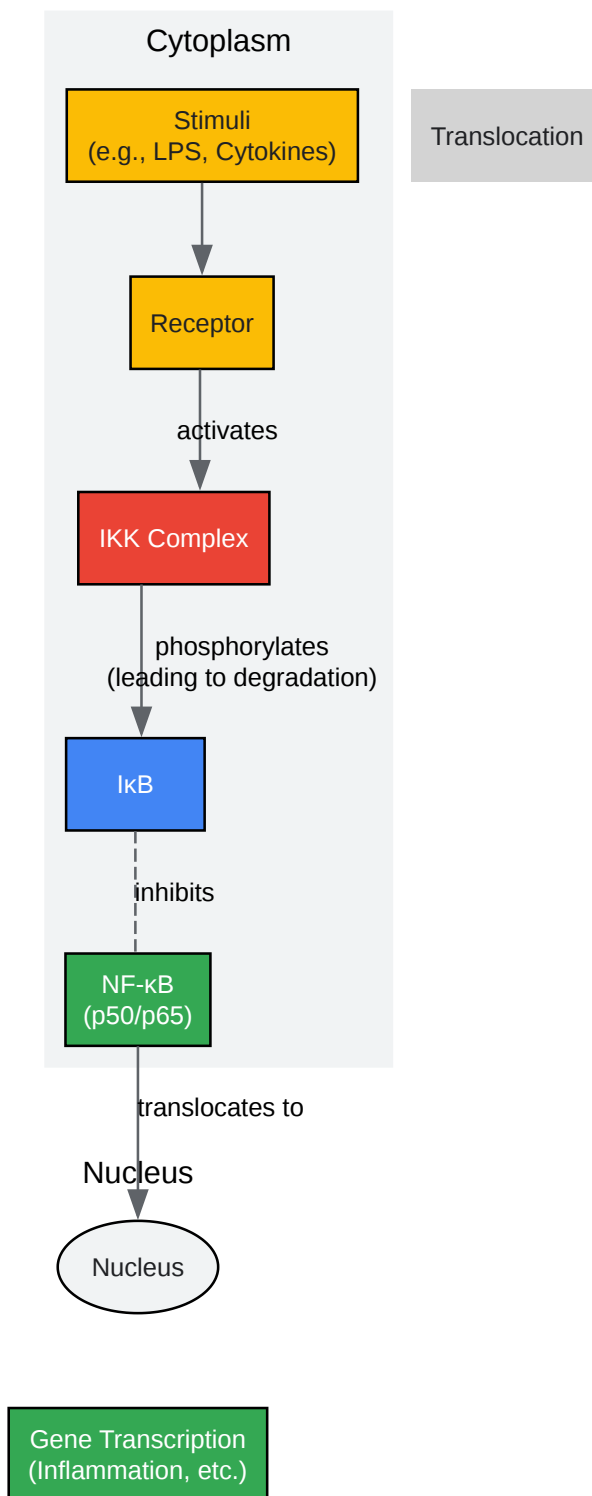 Cytoplasm
Stimuli
(e.g., LPS, Cytokines)
Translocation
Receptor
activates
IKK Complex
phosphorylates
(leading to degradation)
IκB
inhibits
NF-κB
(p50/p65)
translocates to
Nucleus
Nucleus
Gene Transcription
(Inflammation, etc.)